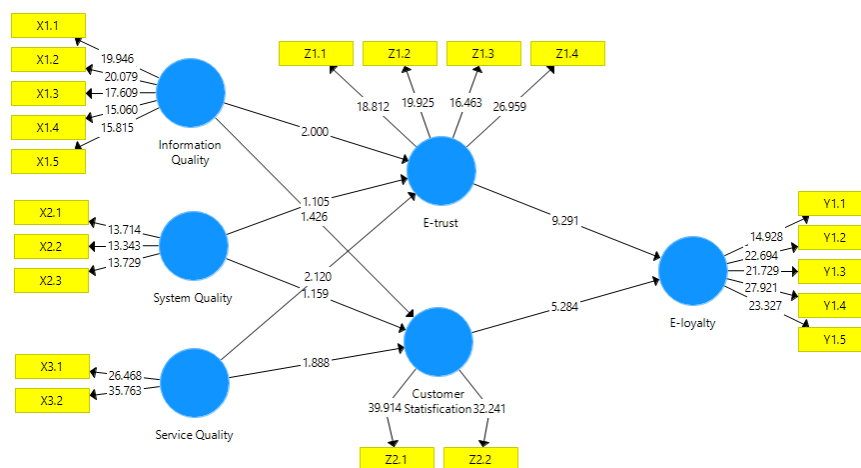 X1.1
X1.2
X1.3
X1.4
X1.5
19.946
20.079
17.609
15.060
15.815
Information
Quality
Z1.1
Z1.2
Z1.3
Z1.4
18.812
19.925
16.463
26.959
2.000
1.105
1.426
E-trust
X2.1
X2.2
X2.3
13.714
13.343
13.729
System Quality
2.120
1.159
9.291
5.284
Y1.1
Y1.2
Y1.3
Y1.4
Y1.5
14.928
22.694
21.729
27.921
23.327
E-loyalty
X3.1
X3.2
26.468
35.763
Service Quality
1.888
Customer
Statisfication
39.914
32.241
Z2.1
Z2.2